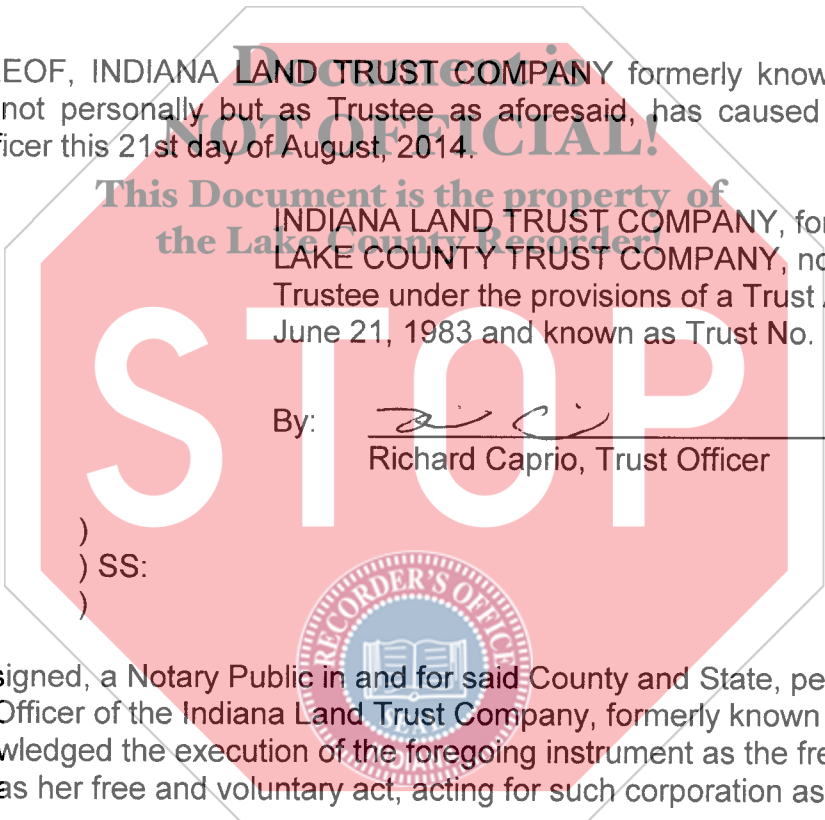 Document is
EOF, INDIANA LAND TRUST COMPANY formerly know
not personally but as Trustee as aforesaid, has caused
NOT OFFICIAL!
ficer this 21st day of August, 2014.
This Document is the property of
the Lake County Recorder!
INDIANA LAND TRUST COMPANY, for
LAKE COUNTY TRUST COMPANY, no
Trustee under the provisions of a Trust
June 21, 1983 and known as Trust No.
STOP
By:
Richard Caprio, Trust Officer
)
) SS:
)
RECORDER'S OFFICE
SEAL
INDIANA
signed, a Notary Public in and for said County and State, pe
Officer of the Indiana Land Trust Company, formerly known
wledged the execution of the foregoing instrument as the fre
as her free and voluntary act, acting for such corporation as